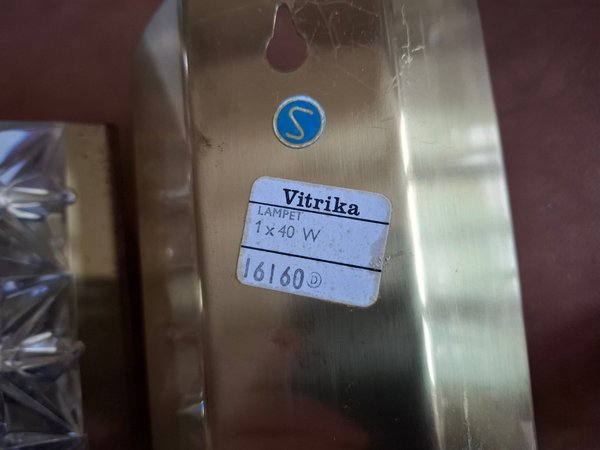 S
Vitrika
LAMPET
1 x 40 W
16160 D